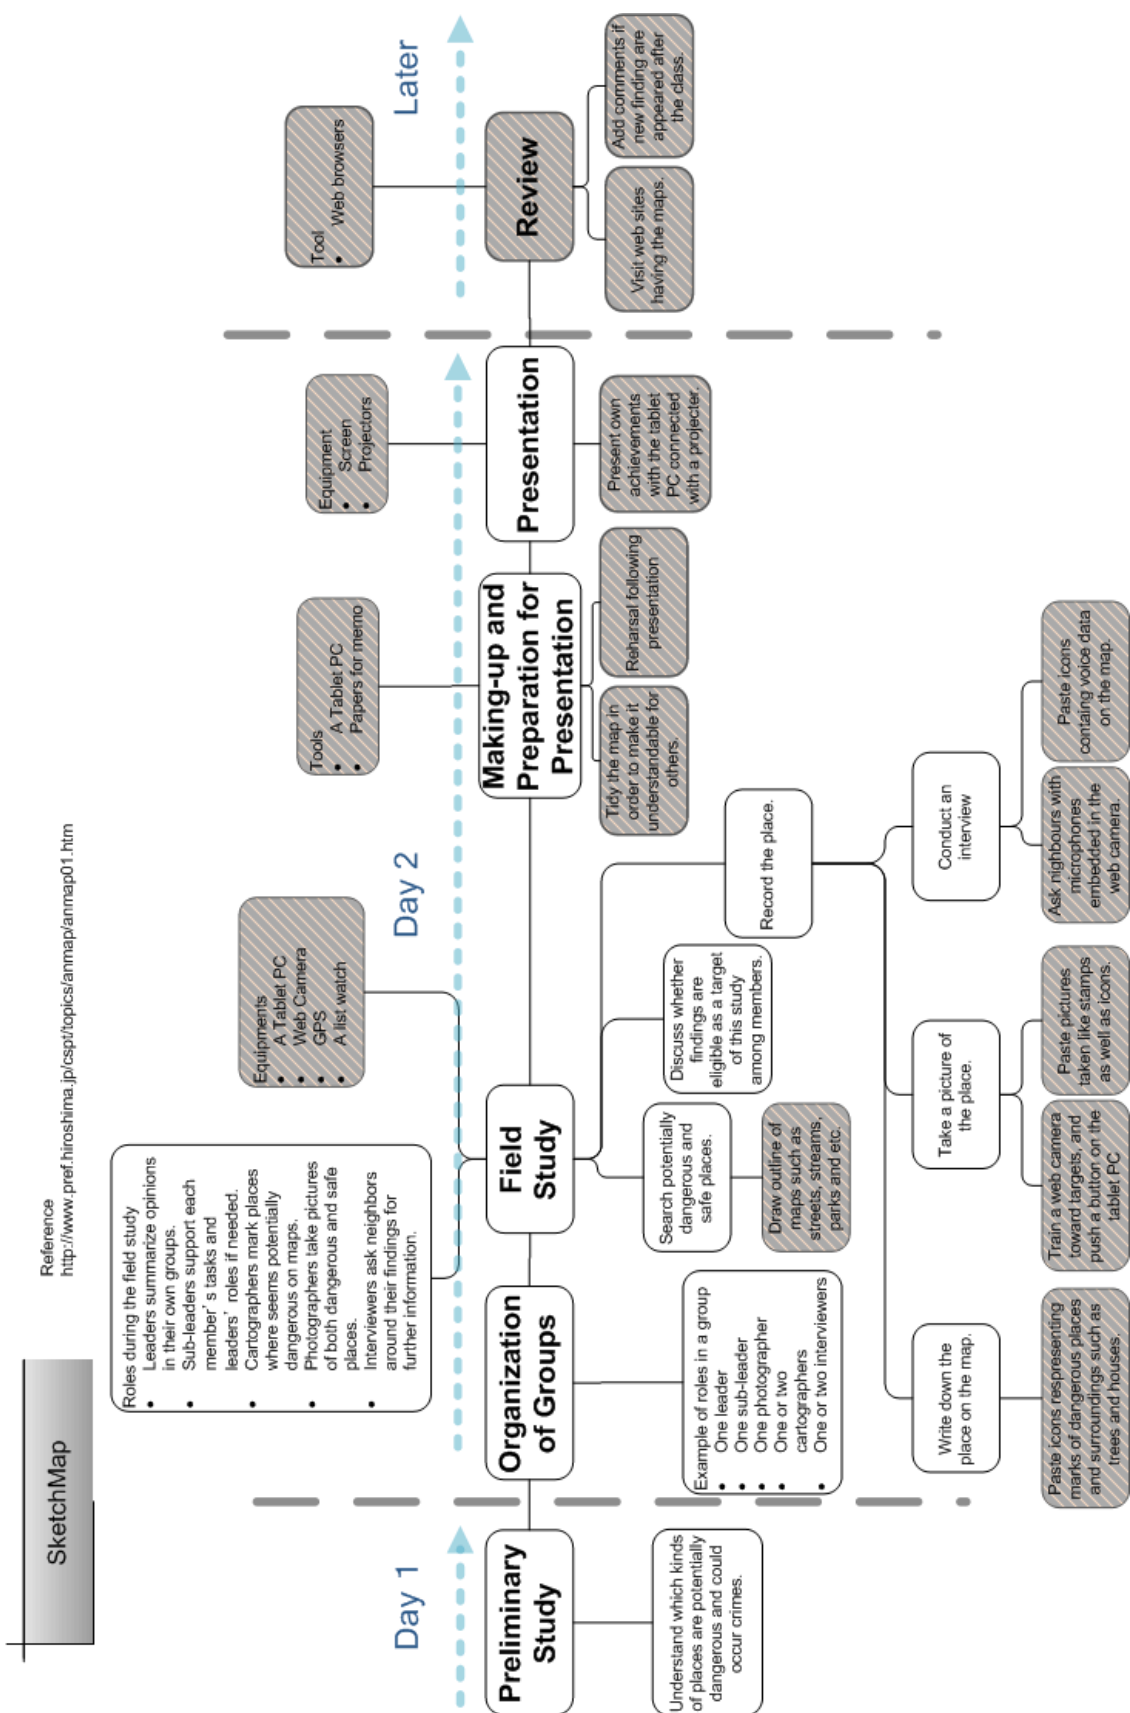 SketchMap
Reference
http://www.pref.hiroshima.jp/cspt/topics/anmap/anmap01.htm
Roles during the field study
• Leaders summarize opinions
in their own groups.
• Sub-leaders support each
member's tasks and
leaders' roles if needed.
• Cartographers mark places
where seems potentially
dangerous on maps.
• Photographers take pictures
of both dangerous and safe
places.
• Interviewers ask neighbors
around their findings for
further information.
Equipments
• A Tablet PC
• Web Camera
• GPS
• A list watch
Tools
• A Tablet PC
• Papers for memo
Equipment
• Screen
• Projectors
Tool
• Web browsers
Day 1
Day 2
Later
Preliminary
Study
Organization
of Groups
Field
Study
Making-up and
Preparation for
Presentation
Presentation
Review
Understand which kinds
of places are potentially
dangerous and could
occur crimes.
Example of roles in a group
• One leader
• One sub-leader
• One photographer
• One or two
cartographers
• One or two interviewers
Search potentially
dangerous and
safe places.
Draw outline of
maps such as
streets, streams,
parks and etc.
Discuss whether
findings are
eligible as a target
of this study
among members.
Record the place.
Tidy the map in
order to make it
understandable for
others.
Reharsal following
presentation
Present own
achievements
with the tablet
PC connected
with a projecter.
Visit web sites
having the maps.
Add comments if
new finding are
appeared after
the class.
Write down the
place on the map.
Take a picture of
the place.
Conduct an
interview
Paste icons respresenting
marks of dangerous places
and surroundings such as
trees and houses.
Train a web camera
toward targets, and
push a button on the
tablet PC
Paste pictures
taken like stamps
as well as icons.
Ask nighbours with
microphones
embedded in the
web camera.
Paste icons
containg voice data
on the map.